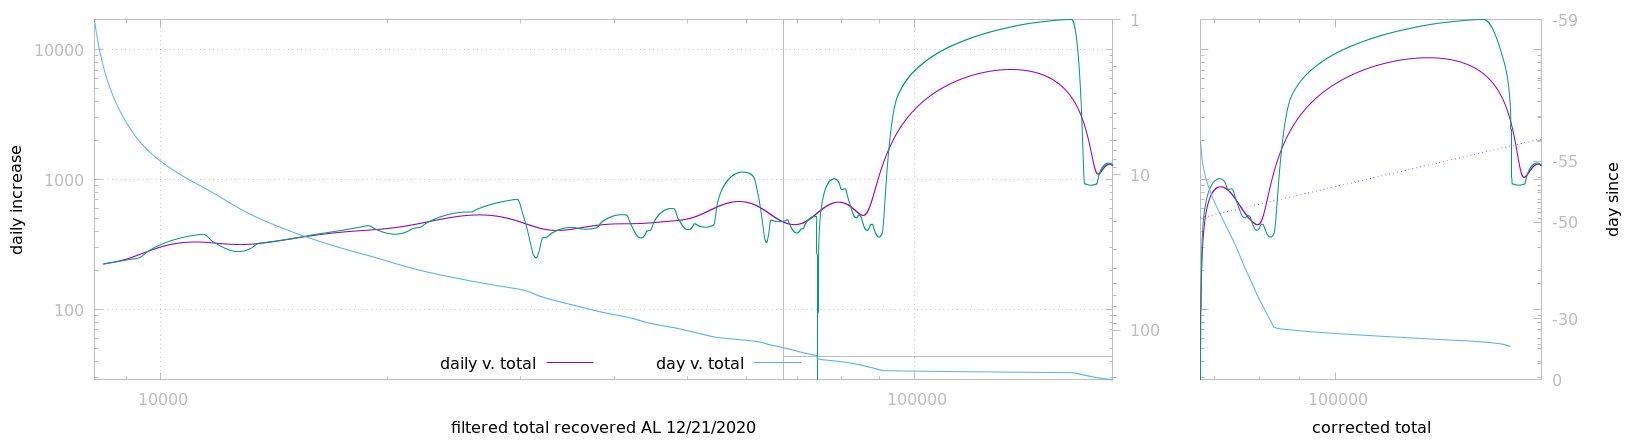 daily increase
10000
1000
100
10000
100000
1
10
100
daily v. total
day v. total
filtered total recovered AL 12/21/2020
-59
-55
-50
-30
0
day since
100000
corrected total